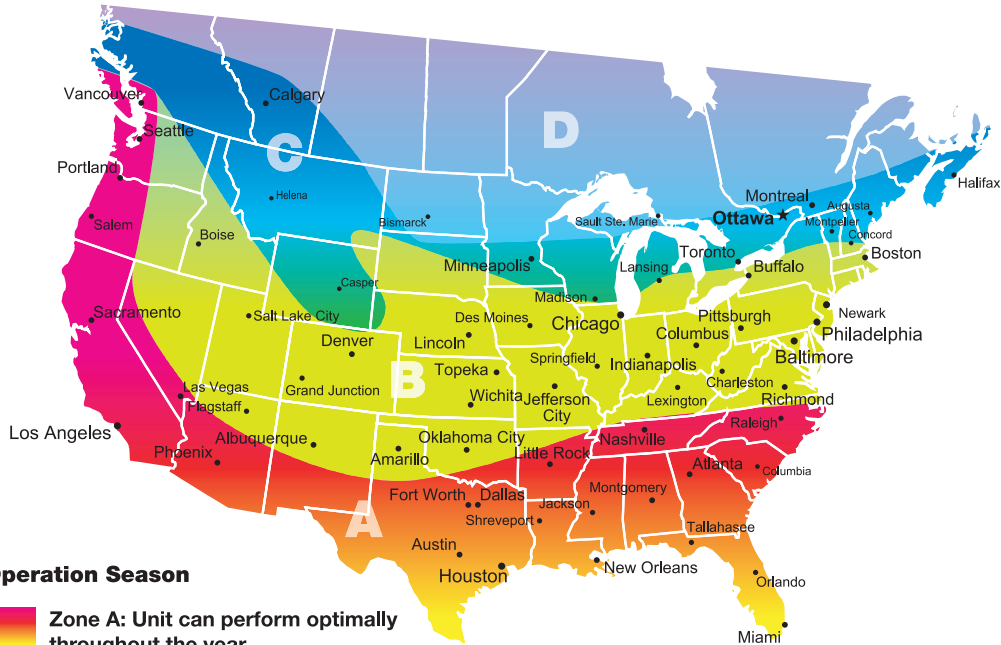 Vancouver
Calgary
Seattle
D
C
Portland
Halifax
Helena
Montreal
Augusta
Salem
Bismarck
Sault Ste. Marie
Ottawa
Montpelier
Boise
Concord
Toronto
Boston
Minneapolis
Lansing
Buffalo
Casper
Madison
Sacramento
Salt Lake City
Des Moines
Chicago
Pittsburgh
Newark
Denver
Lincoln
Columbus
Philadelphia
Springfield
Indianapolis
Baltimore
Topeka
B
Las Vegas
Grand Junction
Wichita
Jefferson
City
Charleston
Lexington
Richmond
Flagstaff
Raleigh
Los Angeles
Albuquerque
Oklahoma City
Nashville
Phoenix
Amarillo
Little Rock
Atlanta
Columbia
Fort Worth
Dallas
Montgomery
Jackson
A
Shreveport
Tallahasee
Austin
Houston
New Orleans
Orlando
Miami
peration Season
Zone A: Unit can perform optimally
throughout the year